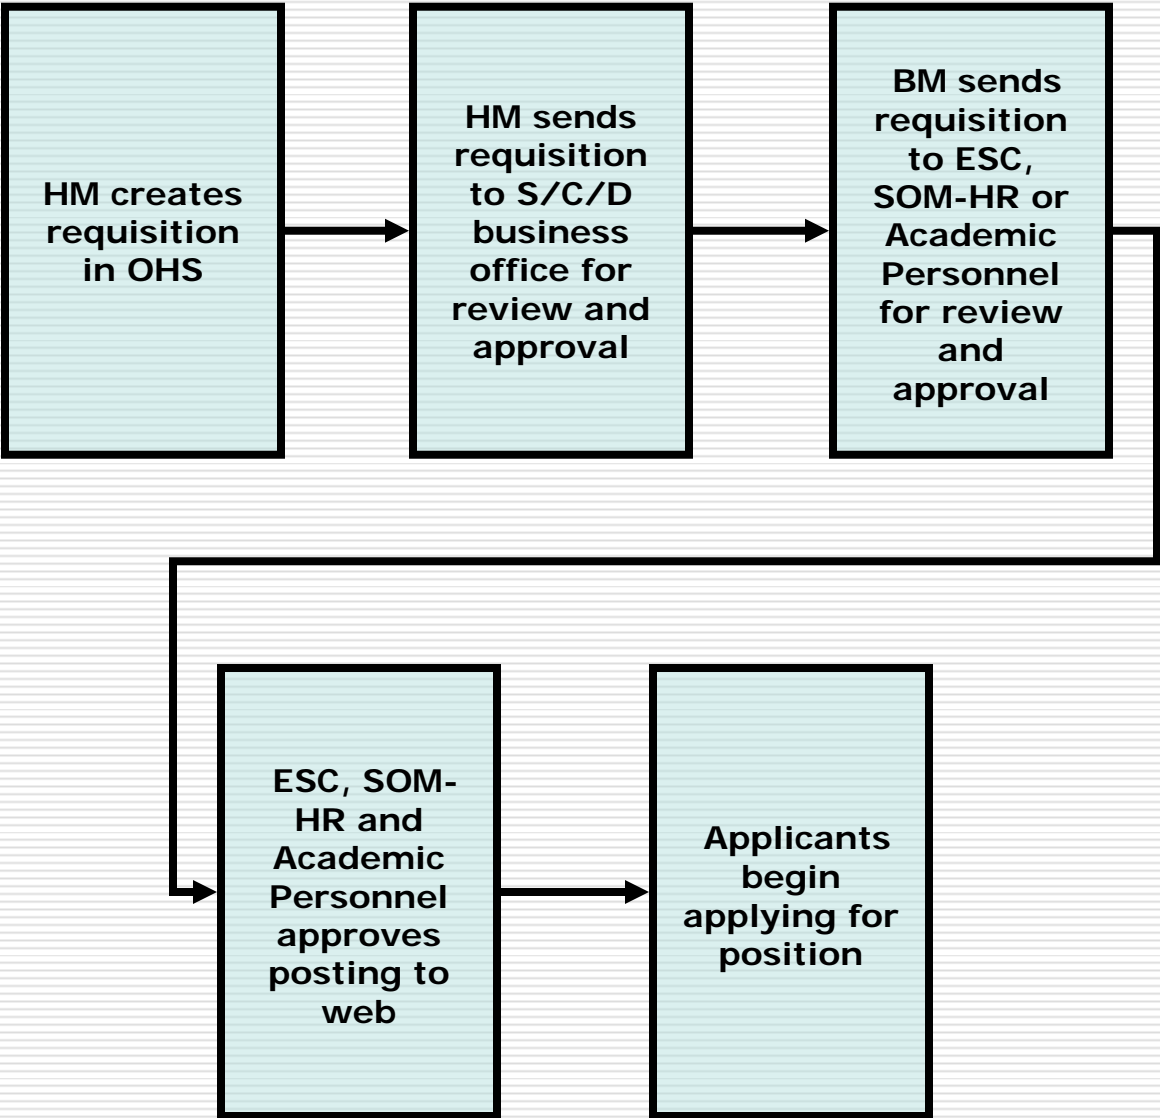 HM creates
requisition
in OHS
HM sends
requisition
to S/C/D
business
office for
review and
approval
BM sends
requisition
to ESC,
SOM-HR or
Academic
Personnel
for review
and
approval
ESC, SOM-
HR and
Academic
Personnel
approves
posting to
web
Applicants
begin
applying for
position